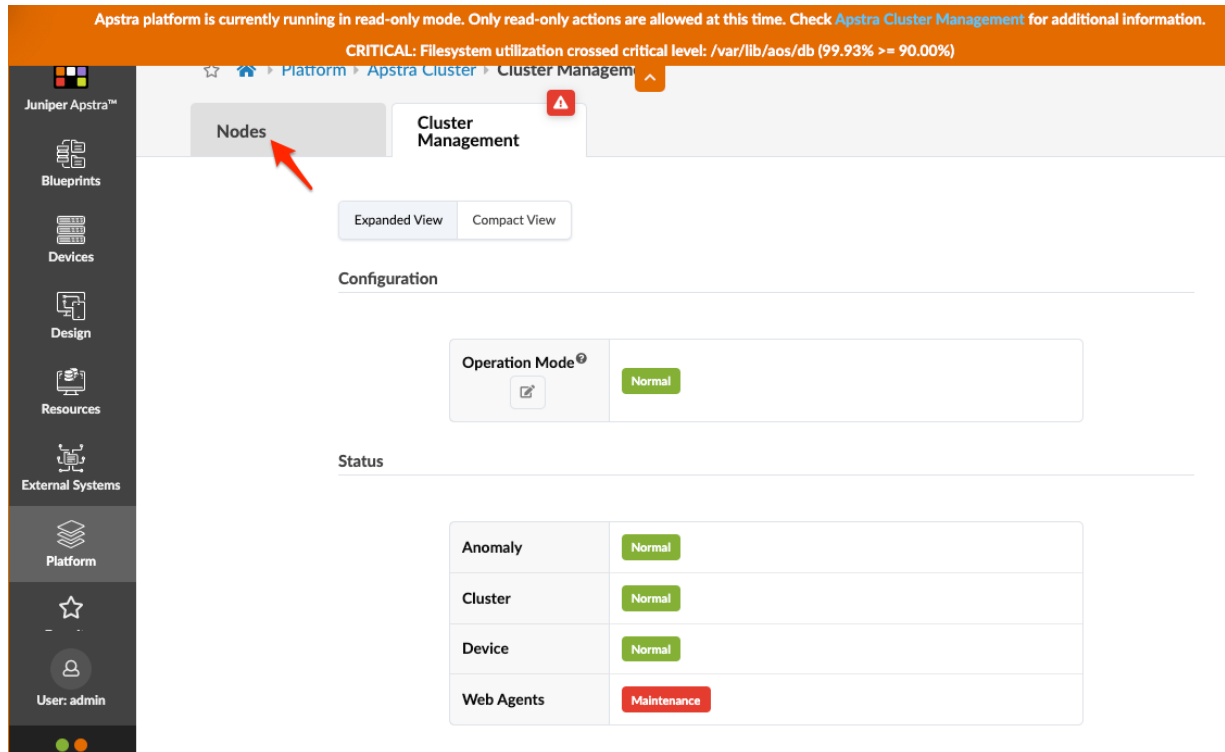 Apstra platform is currently running in read-only mode. Only read-only actions are allowed at this time. Check Apstra Cluster Management for additional information.
CRITICAL: Filesystem utilization crossed critical level: /var/lib/aos/db (99.93% >= 90.00%)
Platform Apstra Cluster Cluster Managem
Juniper Apstra™
Nodes
Cluster
Management
Blueprints
Expanded View Compact View
Devices
Configuration
Design
Operation Mode
Normal
Resources
Status
External Systems
Anomaly Normal
Platform
Cluster Normal
Device Normal
User: admin
Web Agents Maintenance